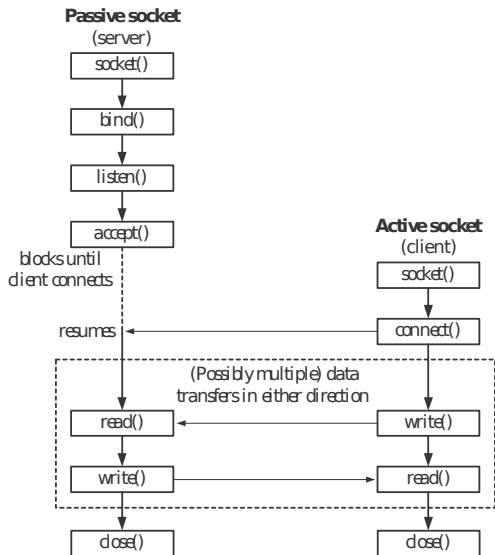 Passive socket
(server)
socket()
bind()
listen()
accept()
blocks until
client connects
Active socket
(client)
socket()
resumes
connect()
(Possibly multiple) data
transfers in either direction
read()
write()
write()
read()
close()
close()